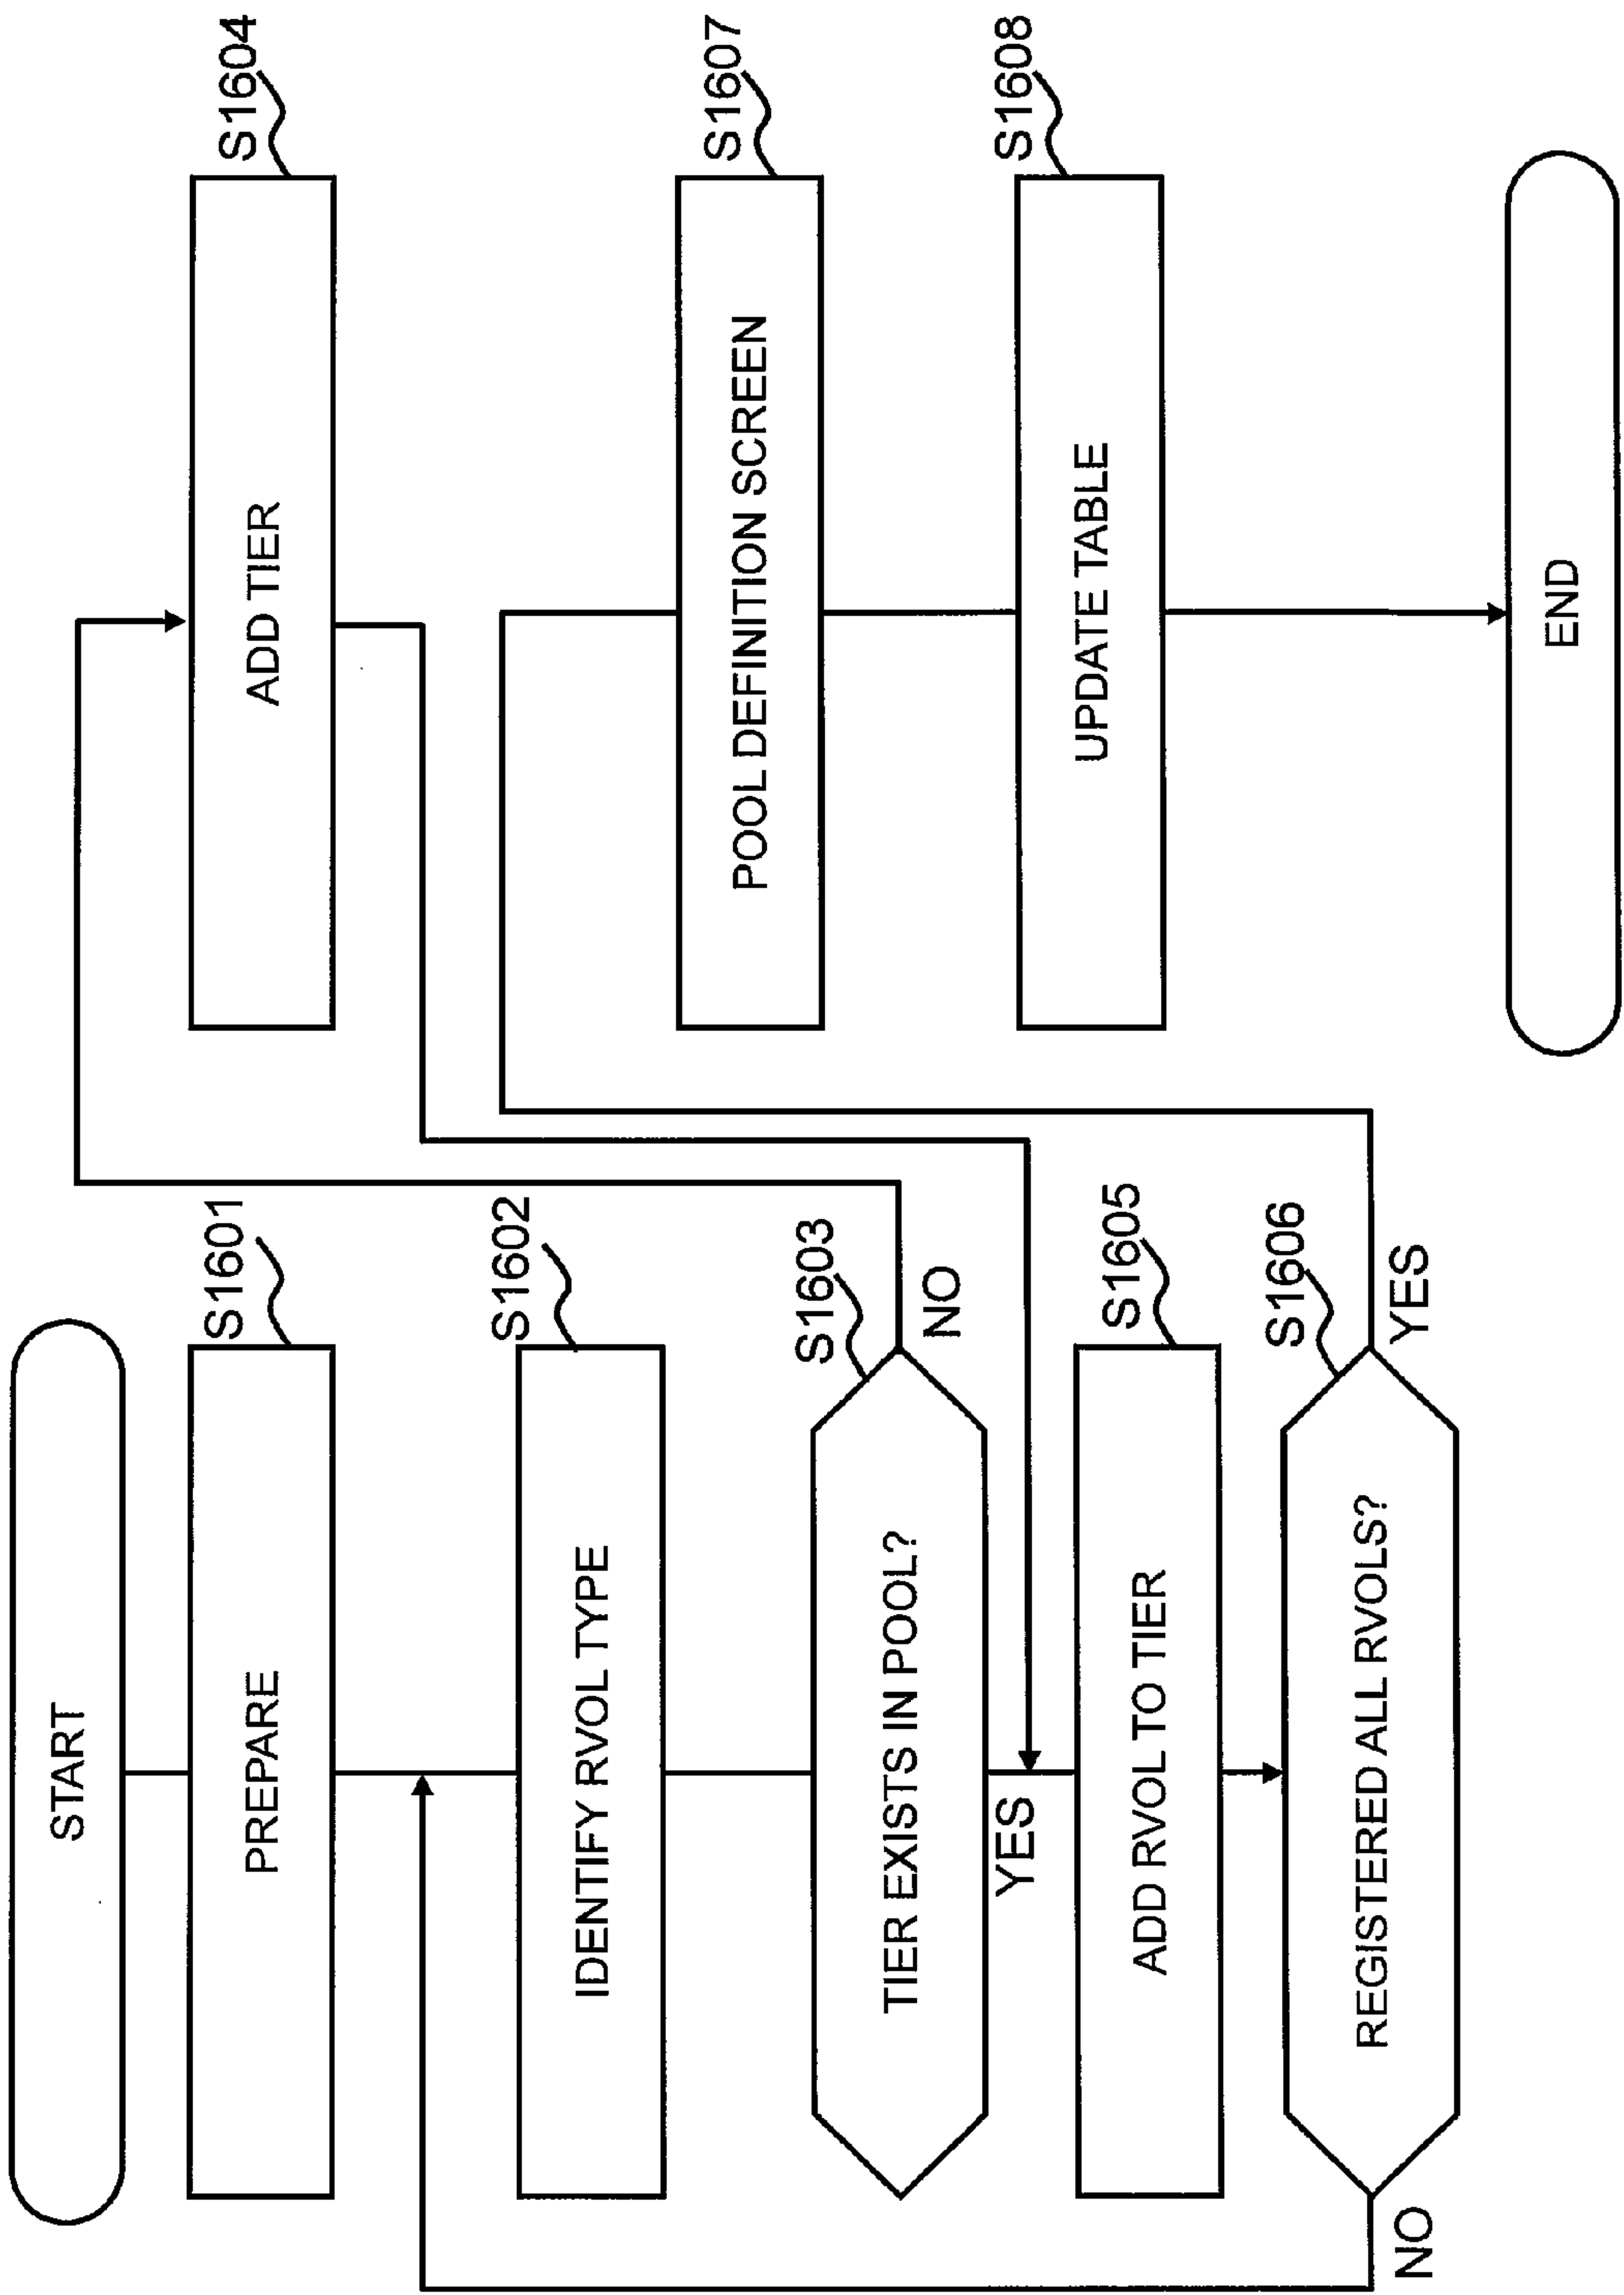 START
S1601
PREPARE
S1602
IDENTIFY RVOL TYPE
S1603
TIER EXISTS IN POOL?
NO
YES
S1604
ADD TIER
S1605
ADD RVOL TO TIER
S1606
REGISTERED ALL RVOLS?
NO
YES
S1607
POOL DEFINITION SCREEN
S1608
UPDATE TABLE
END